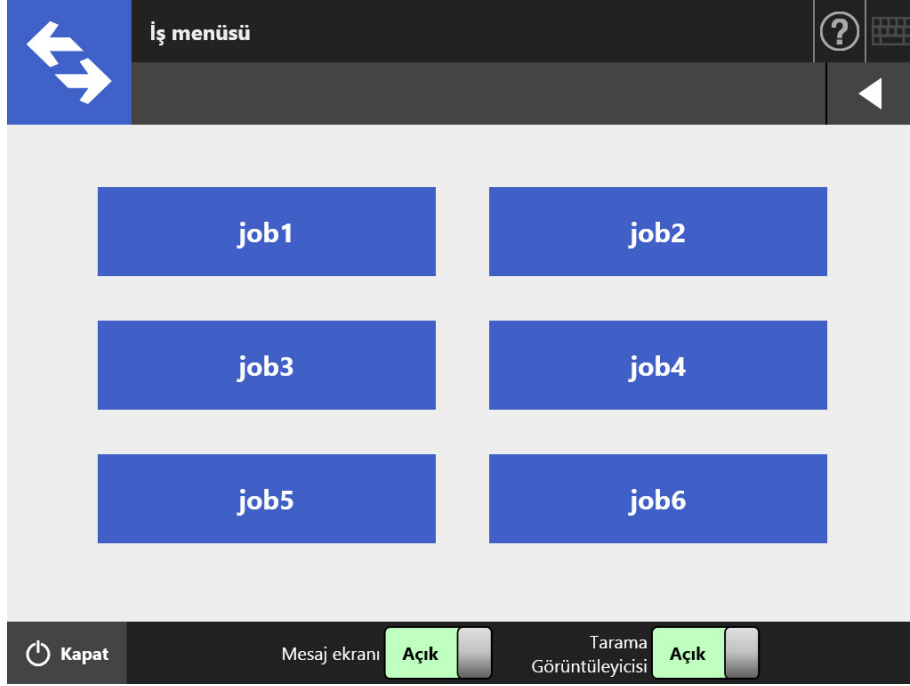 İş menüsü
?
job1
job2
job3
job4
job5
job6
Kapat
Mesaj ekranı
Açık
Tarama
Görüntüleyicisi
Açık